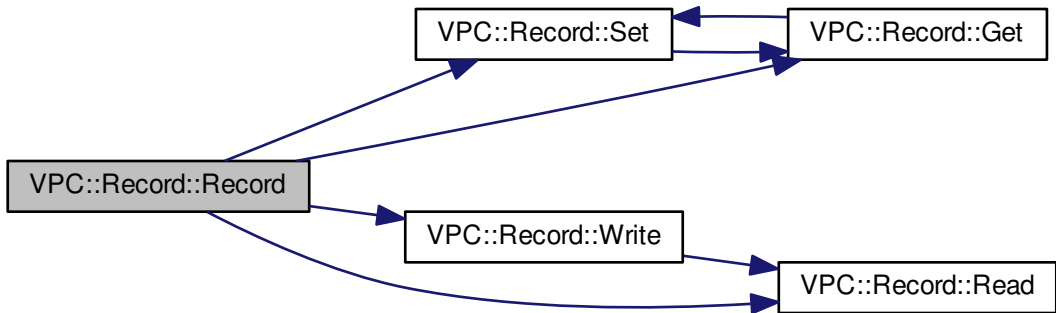 VPC::Record::Set
VPC::Record::Get
VPC::Record::Record
VPC::Record::Write
VPC::Record::Read